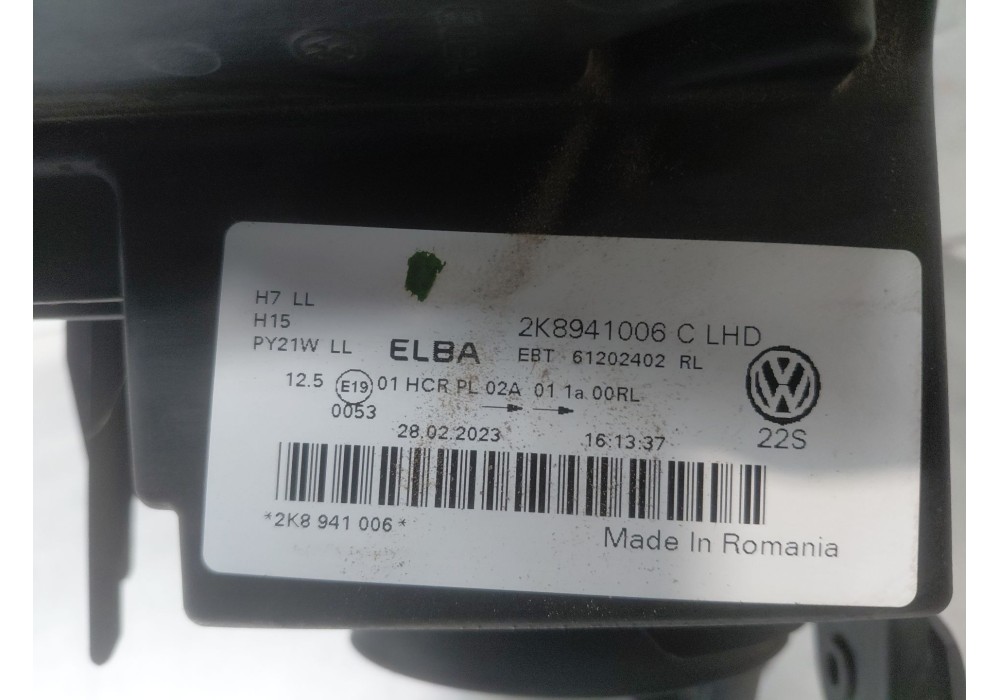 H7 LL
H15
PY21W LL
ELBA
2K8941006 C LHD
EBT 61202402 RL
12.5 E19 01 HCR PL 02A 01 1a 00RL
0053
28.02.2023 16:13:37
22S
*2K8 941 006*
Made In Romania